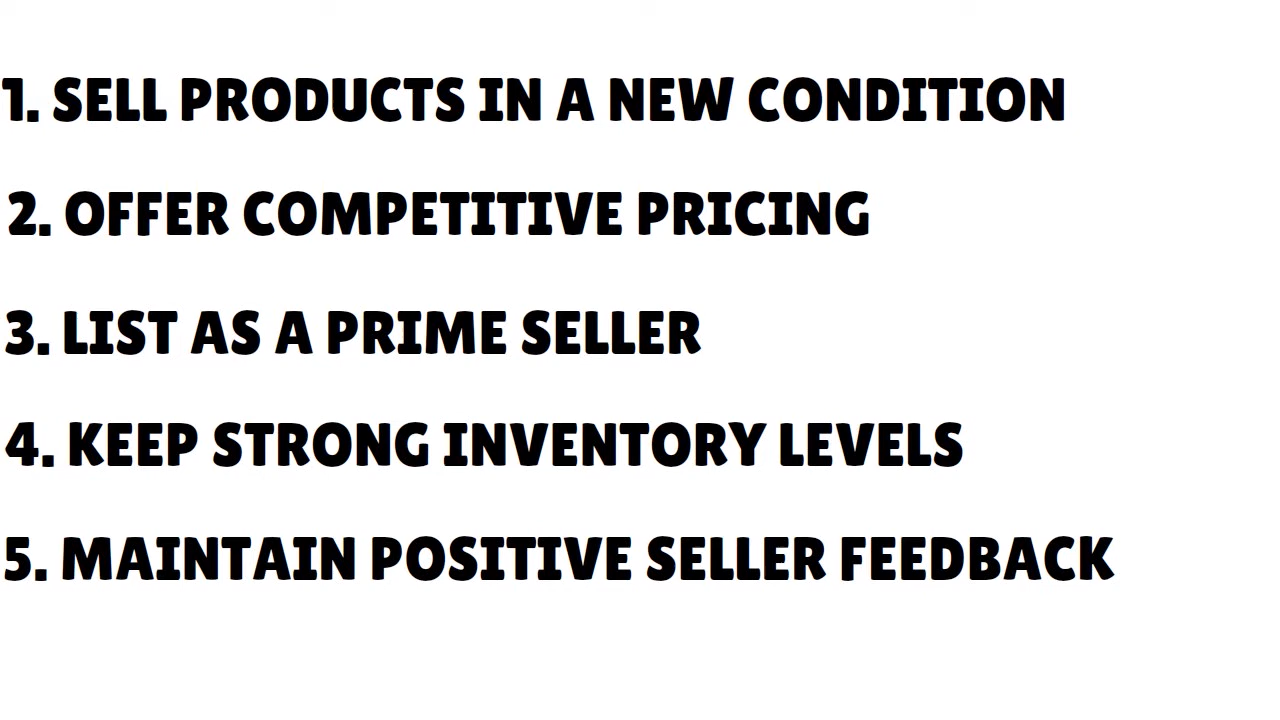 1. SELL PRODUCTS IN A NEW CONDITION
2. OFFER COMPETITIVE PRICING
3. LIST AS A PRIME SELLER
4. KEEP STRONG INVENTORY LEVELS
5. MAINTAIN POSITIVE SELLER FEEDBACK